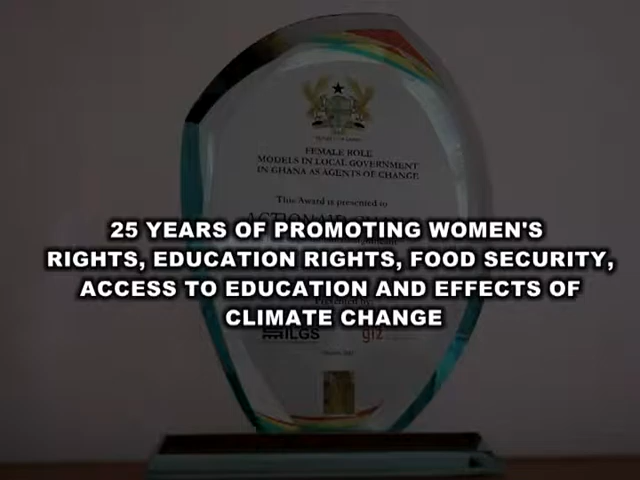 FEMALE ROLE
MODELS IN LOCAL GOVERNMENT
IN GHANA AS AGENTS OF CHANGE
This Award is presented to
ACTIONAID
25 YEARS OF PROMOTING WOMEN'S
RIGHTS, EDUCATION RIGHTS, FOOD SECURITY,
ACCESS TO EDUCATION AND EFFECTS OF
CLIMATE CHANGE
ILGS giz